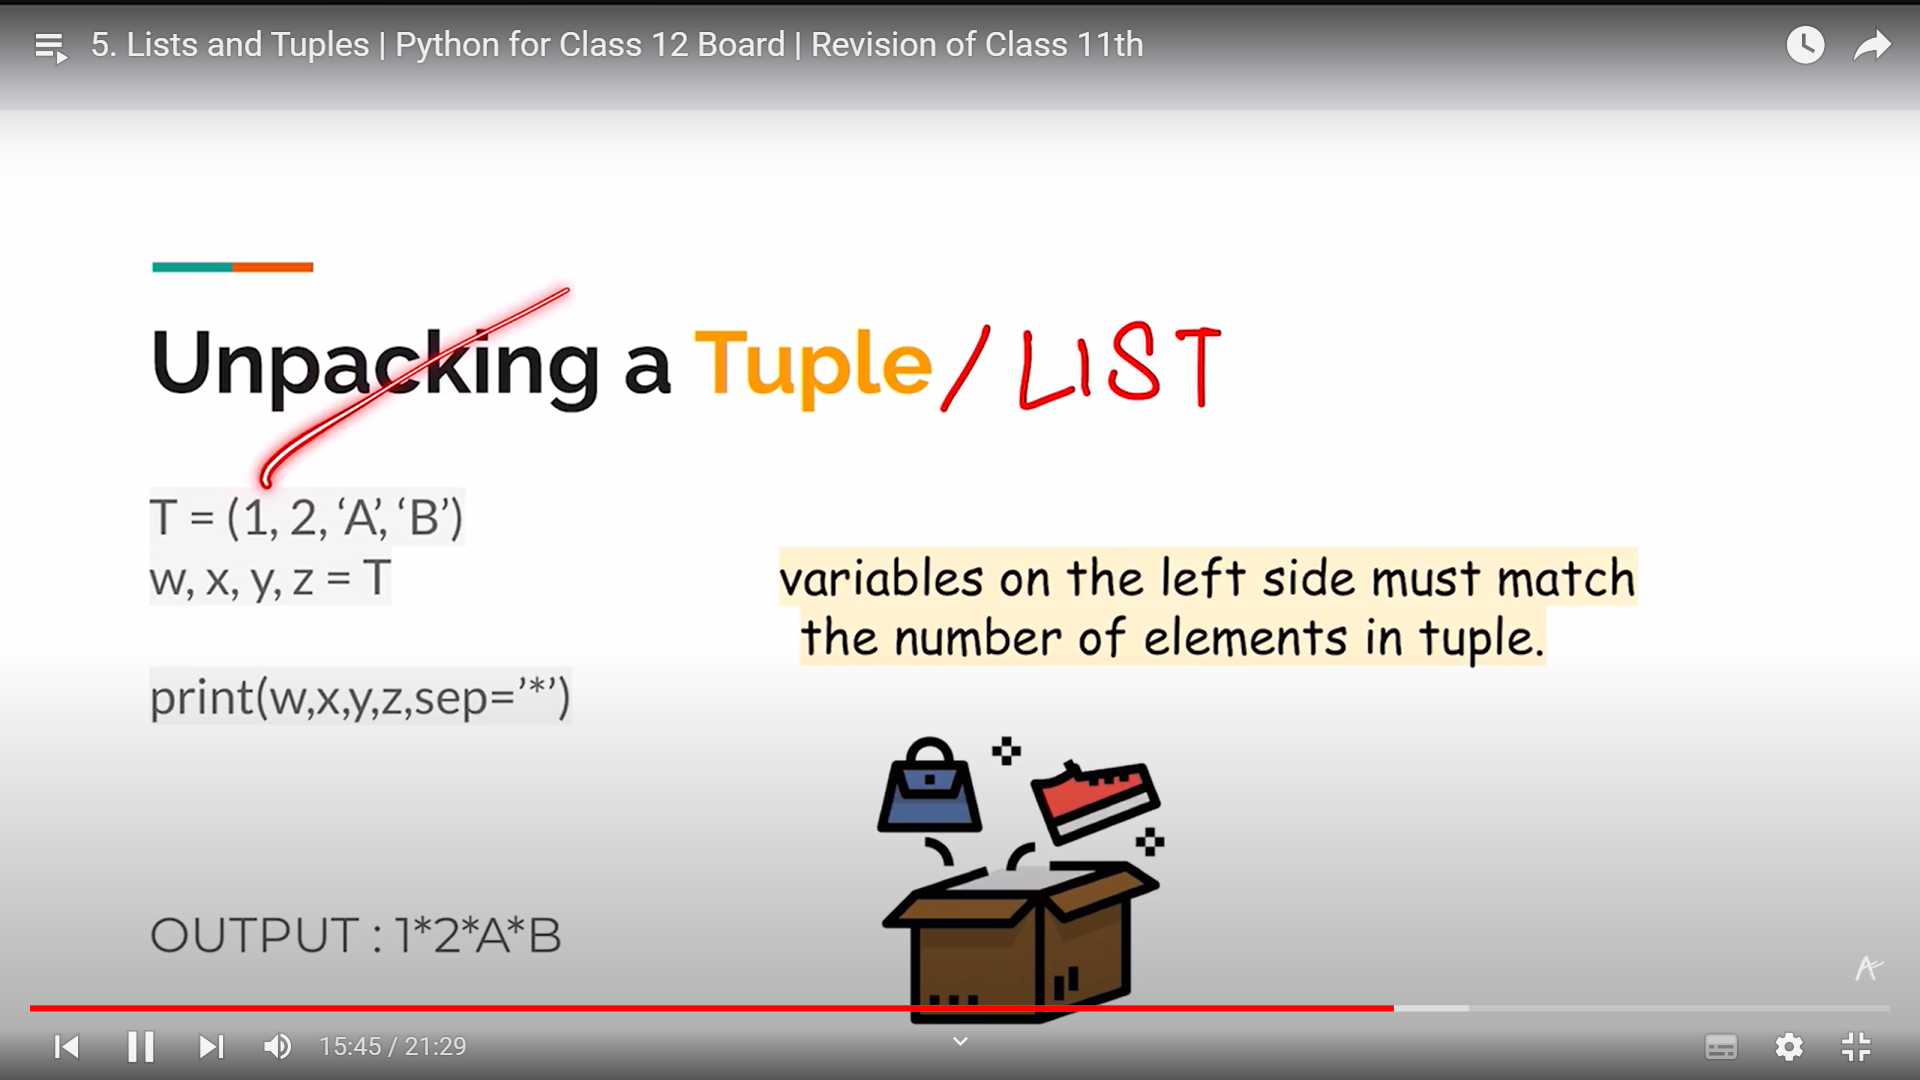 5. Lists and Tuples | Python for Class 12 Board | Revision of Class 11th
Unpacking a Tuple / LIST
T = (1, 2, ‘A’, ‘B’)
w, x, y, z = T
print(w,x,y,z,sep=’*’)
variables on the left side must match
the number of elements in tuple.
OUTPUT : 1*2*A*B
15:45 / 21:29